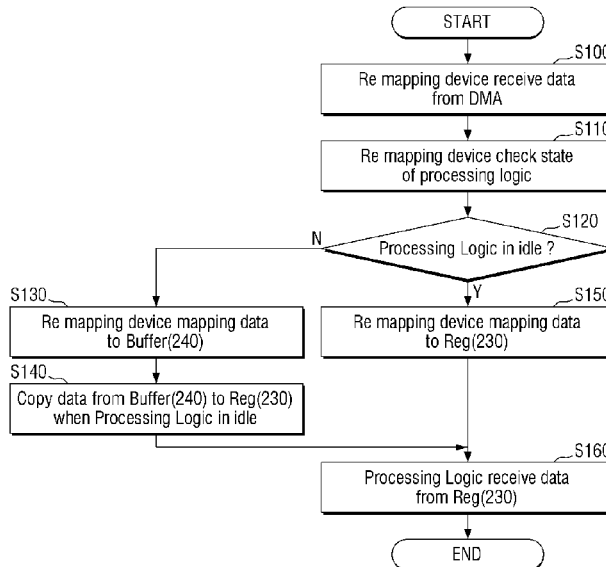 START
S100
Re mapping device receive data
from DMA
S110
Re mapping device check state
of processing logic
S120
Processing Logic in idle ?
N
Y
S130
Re mapping device mapping data
to Buffer(240)
S150
Re mapping device mapping data
to Reg(230)
S140
Copy data from Buffer(240) to Reg(230)
when Processing Logic in idle
S160
Processing Logic receive data
from Reg(230)
END